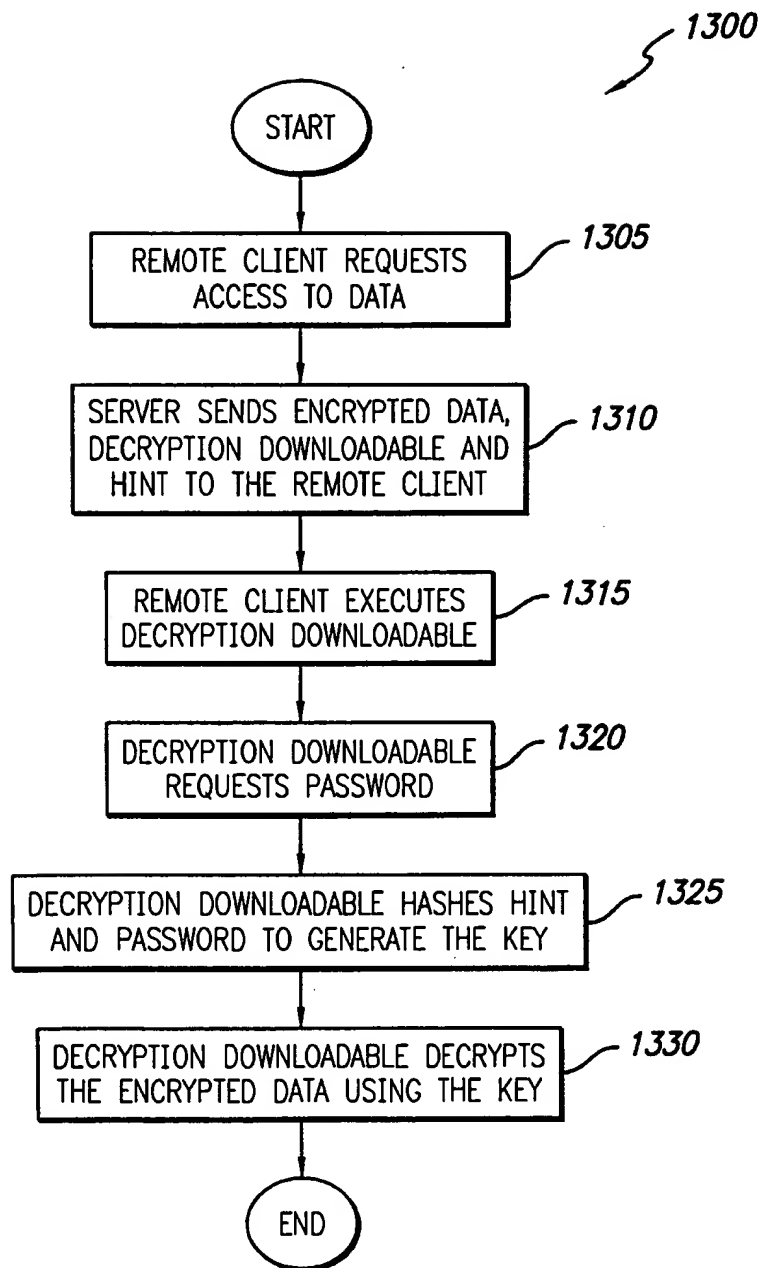 1300
START
REMOTE CLIENT REQUESTS
ACCESS TO DATA
1305
SERVER SENDS ENCRYPTED DATA,
DECRYPTION DOWNLOADABLE AND
HINT TO THE REMOTE CLIENT
1310
REMOTE CLIENT EXECUTES
DECRYPTION DOWNLOADABLE
1315
DECRYPTION DOWNLOADABLE
REQUESTS PASSWORD
1320
DECRYPTION DOWNLOADABLE HASHES HINT
AND PASSWORD TO GENERATE THE KEY
1325
DECRYPTION DOWNLOADABLE DECRYPTS
THE ENCRYPTED DATA USING THE KEY
1330
END